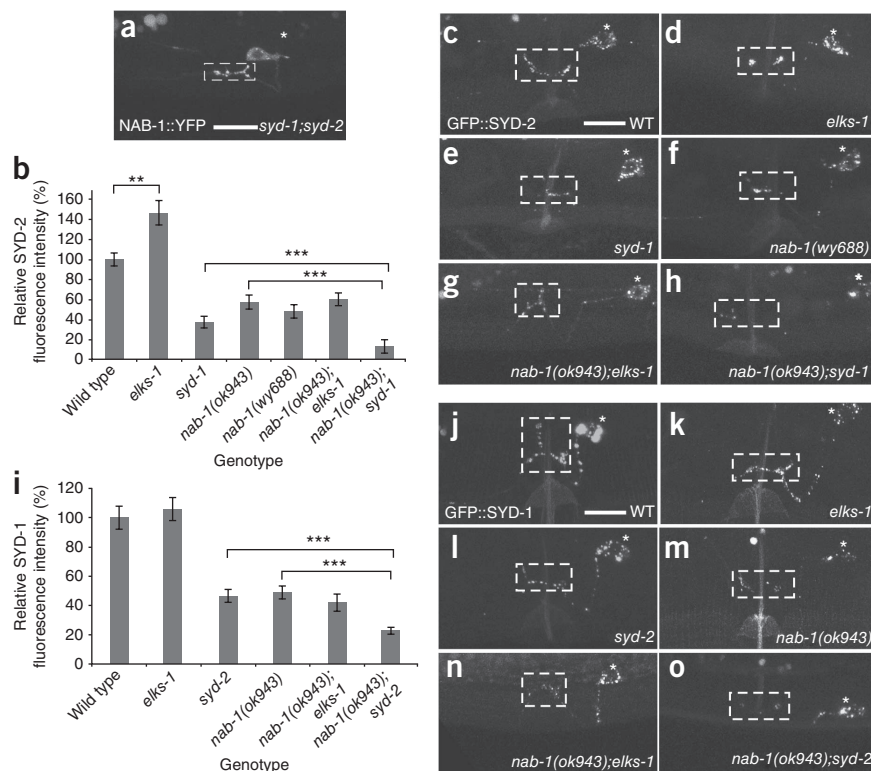 a
*
NAB-1::YFP
syd-1;syd-2
b
Relative SYD-2
fluorescence intensity (%)
160
140
120
100
80
60
40
20
0
**
***
***
Wild type
elks-1
syd-1
nab-1(ok943)
nab-1(wy688)
nab-1(ok943);
elks-1
nab-1(ok943);
syd-1
Genotype
i
Relative SYD-1
fluorescence intensity (%)
120
100
80
60
40
20
0
***
***
Wild type
elks-1
syd-2
nab-1(ok943)
nab-1(ok943);
elks-1
nab-1(ok943);
syd-2
Genotype
c
*
GFP::SYD-2
WT
d
*
elks-1
e
*
syd-1
f
*
nab-1(wy688)
g
*
nab-1(ok943);elks-1
h
*
nab-1(ok943);syd-1
j
*
GFP::SYD-1
WT
k
*
elks-1
l
*
syd-2
m
*
nab-1(ok943)
n
*
nab-1(ok943);elks-1
o
*
nab-1(ok943);syd-2